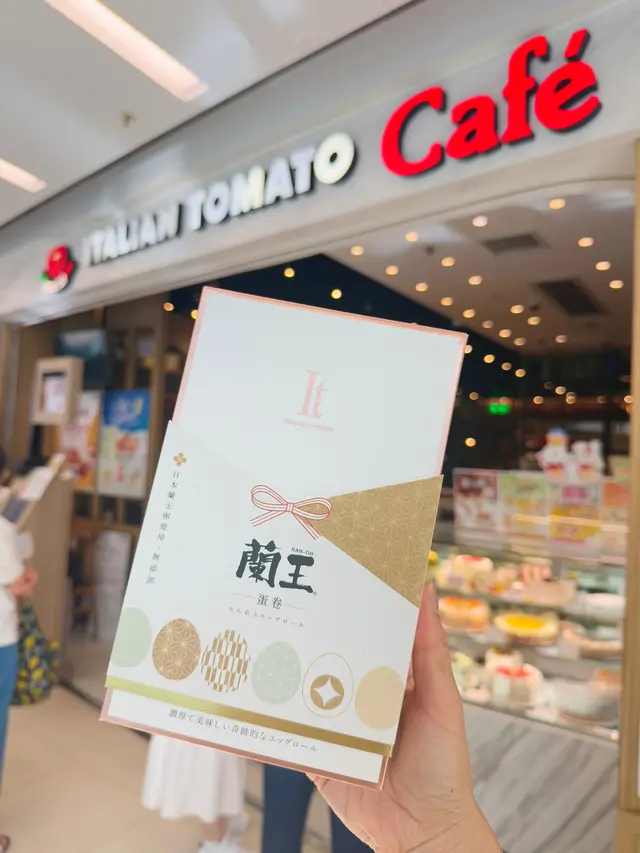 ITALIAN TOMATO Café
It
日本蘭王卵使用・無添加
RAN-OH
蘭王
蛋卷
らんおうエッグロール
濃厚で美味しい奇跡的なエッグロール